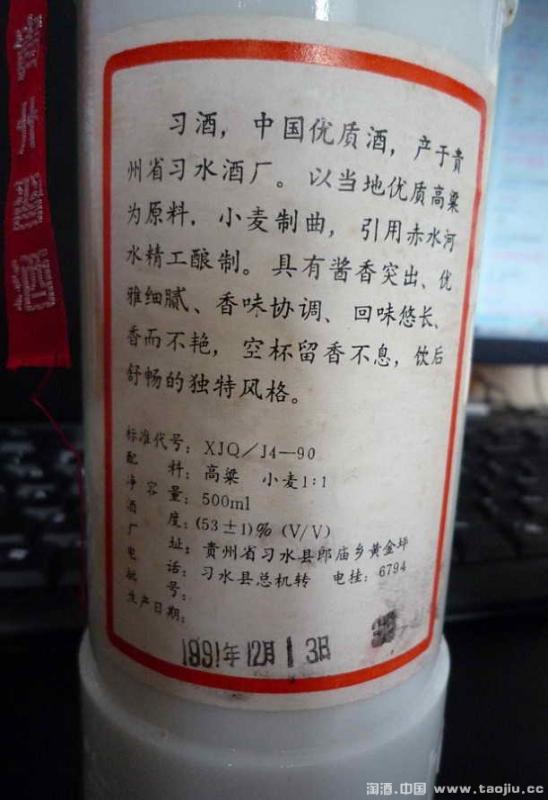 贵州習酒
习酒，中国优质酒，产于贵
州省习水酒厂。以当地优质高粱
为原料，小麦制曲，引用赤水河
水精工酿制。具有酱香突出、优
雅细腻、香味协调、回味悠长、
香而不艳，空杯留香不息，饮后
舒畅的独特风格。
标准代号：XJQ/J4—90
配料：高粱 小麦1:1
净容量：500ml
酒度：(53±1)% (V/V)
厂址：贵州省习水县郎庙乡黄金坪
电话：习水县总机转 电挂：6794
批号：
生产日期：
1991年12月13日
淘酒.中国 www.taojiu.cc